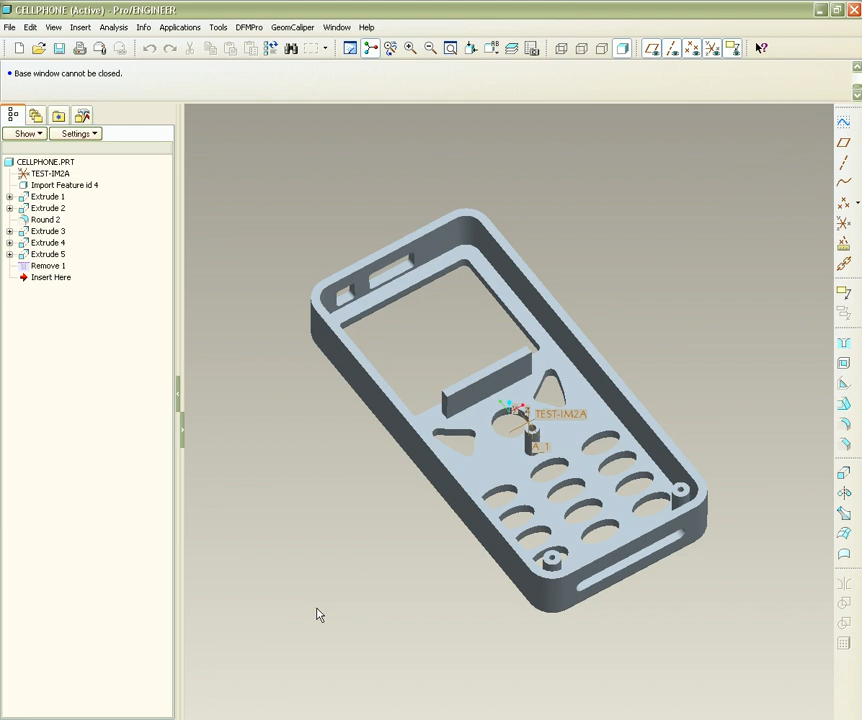 CELLPHONE (Active) - Pro/ENGINEER
File Edit View Insert Analysis Info Applications Tools DFMPro GeomCaliper Window Help
Base window cannot be closed.
Show Settings
CELLPHONE.PRT
TEST-IM2A
Import Feature id 4
Extrude 1
Extrude 2
Round 2
Extrude 3
Extrude 4
Extrude 5
Remove 1
Insert Here
TEST-IM2A
A_1